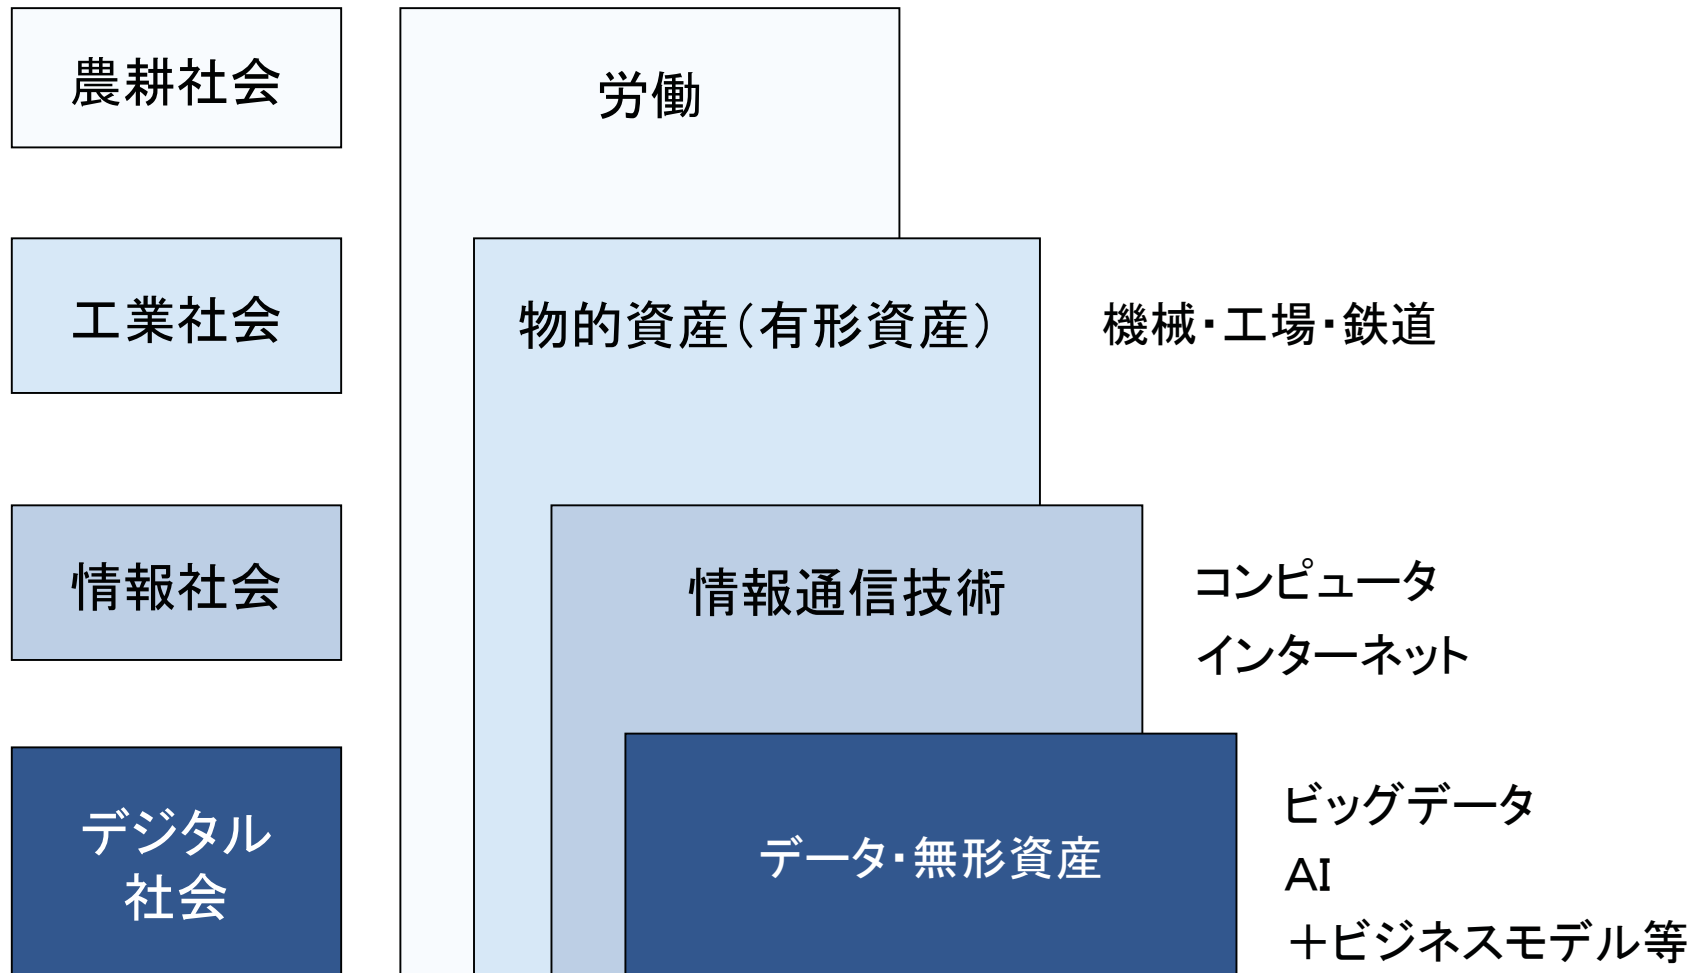 農耕社会
労働
工業社会
物的資産(有形資産)
機械・工場・鉄道
情報社会
情報通信技術
コンピュータ
インターネット
デジタル
社会
データ・無形資産
ビッグデータ
AI
+ビジネスモデル等